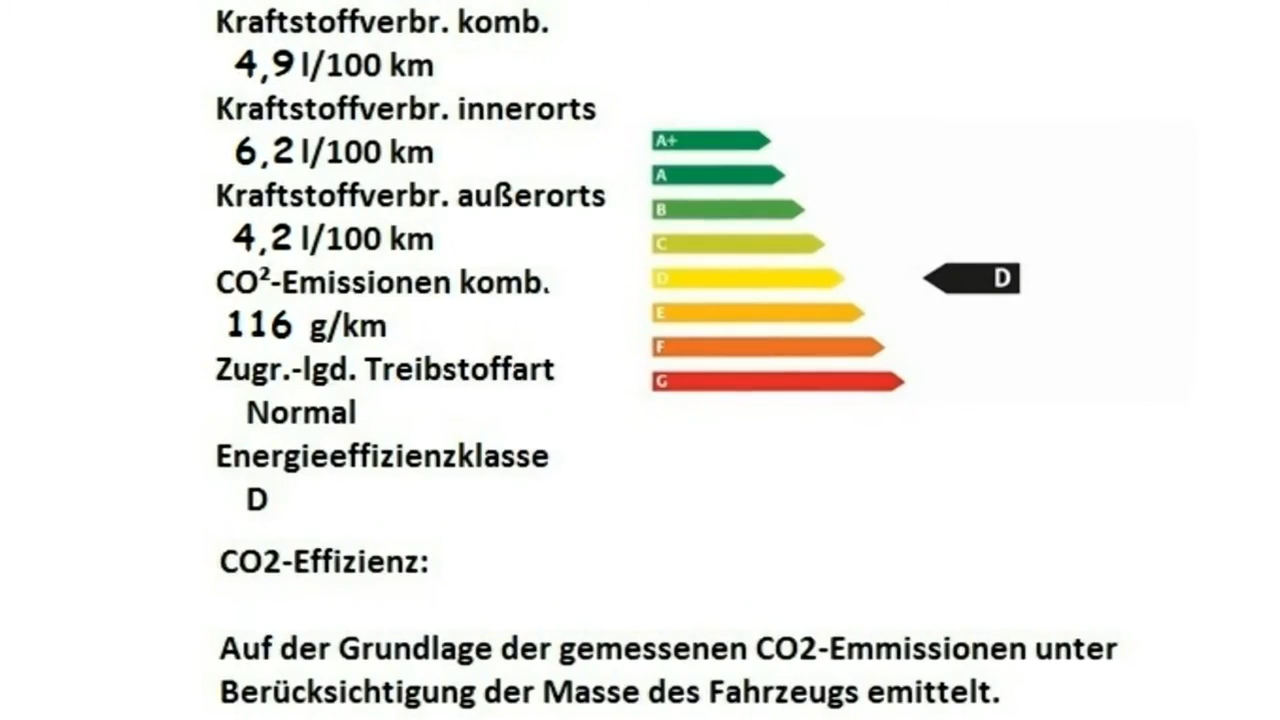 Kraftstoffverbr. komb.
4,9 l/100 km
Kraftstoffverbr. innerorts
6,2 l/100 km
Kraftstoffverbr. außerorts
4,2 l/100 km
CO²-Emissionen komb.
116 g/km
Zugr.-lgd. Treibstoffart
Normal
Energieeffizienzklasse
D
A+
A
B
C
D
E
F
G
D
CO2-Effizienz:
Auf der Grundlage der gemessenen CO2-Emmissionen unter
Berücksichtigung der Masse des Fahrzeugs emittelt.